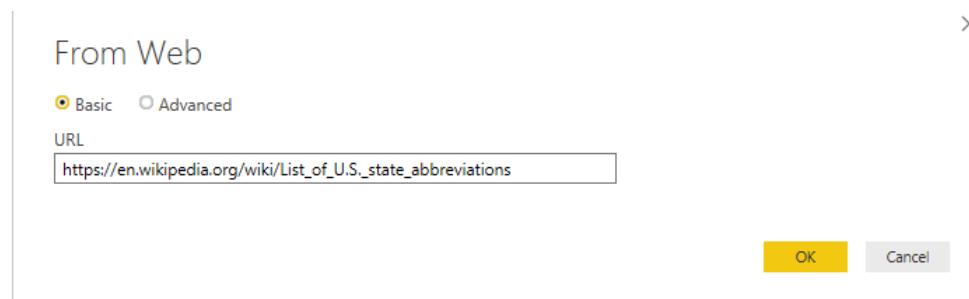 From Web
Basic Advanced
URL
https://en.wikipedia.org/wiki/List_of_U.S._state_abbreviations
OK Cancel